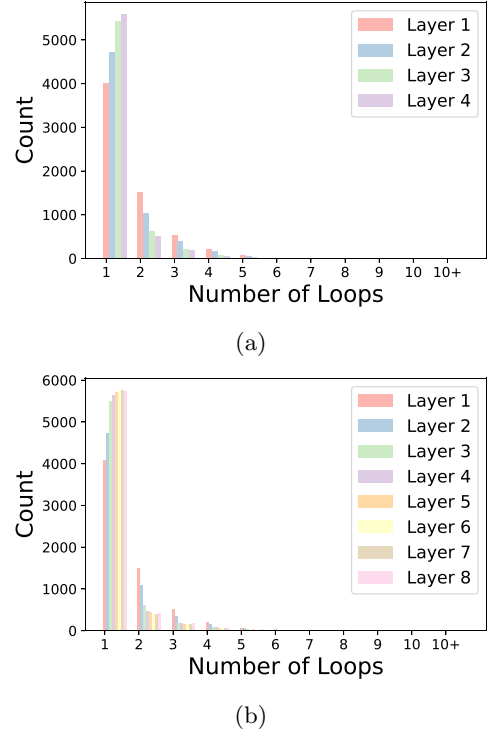 5000
4000
3000
2000
1000
0
Count
Layer 1
Layer 2
Layer 3
Layer 4
1 2 3 4 5 6 7 8 9 10 10+
Number of Loops
(a)
6000
5000
4000
3000
2000
1000
0
Count
Layer 1
Layer 2
Layer 3
Layer 4
Layer 5
Layer 6
Layer 7
Layer 8
1 2 3 4 5 6 7 8 9 10 10+
Number of Loops
(b)